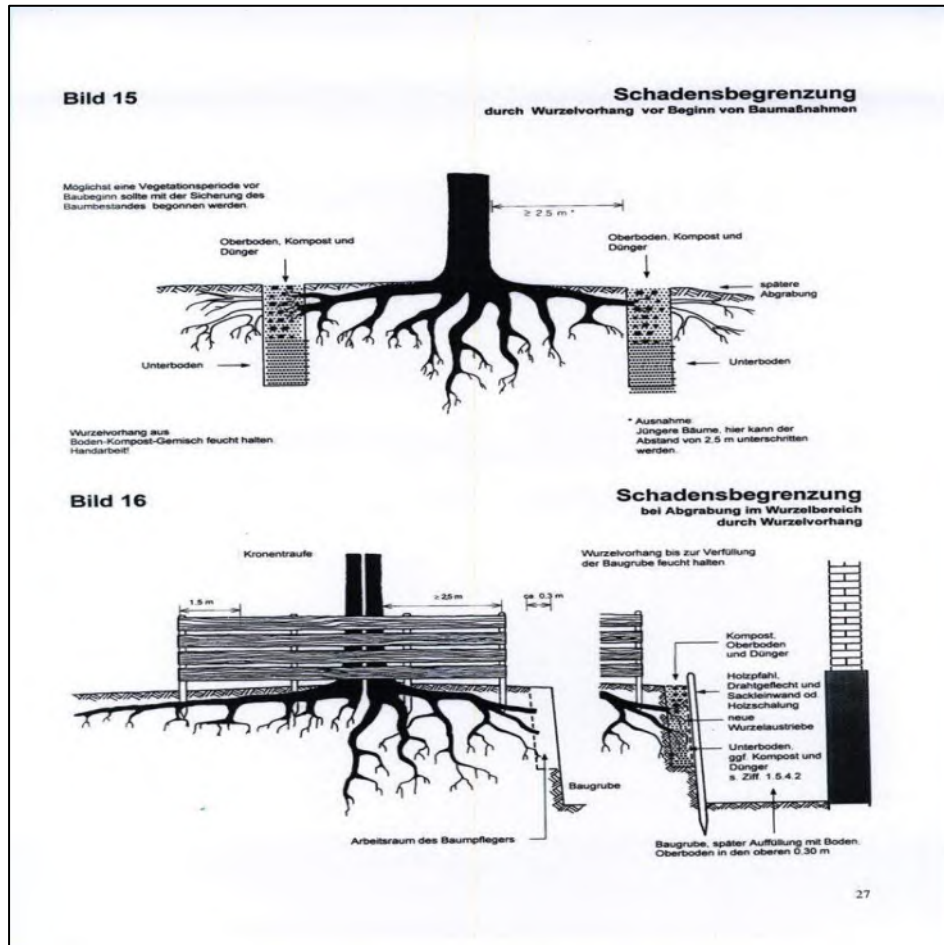 Bild 15
Schadensbegrenzung
durch Wurzelvorhang vor Beginn von Baumaßnahmen
Möglichst eine Vegetationsperiode vor
Baubeginn sollte mit der Sicherung des
Baumbestandes begonnen werden.
≥ 2.5 m *
Oberboden, Kompost und
Dünger
Oberboden, Kompost und
Dünger
spätere
Abgrabung
Unterboden
Unterboden
Wurzelvorhang aus
Boden-Kompost-Gemisch feucht halten.
Handarbeit!
* Ausnahme:
Jüngere Bäume, hier kann der
Abstand von 2.5 m unterschritten
werden.
Bild 16
Schadensbegrenzung
bei Abgrabung im Wurzelbereich
durch Wurzelvorhang
Kronentraufe
Wurzelvorhang bis zur Verfüllung
der Baugrube feucht halten
1.5 m
≥ 25 m
ca 0.3 m
Kompost,
Oberboden
und Dünger
Holzpfahl,
Drahtgeflecht und
Sackleinwand od.
Holzschalung
neue
Wurzelaustriebe
Unterboden,
ggf. Kompost und
Dünger
s. Ziff. 1.5.4.2
Baugrube
Arbeitsraum des Baumpflegers
Baugrube, später Auffüllung mit Boden.
Oberboden in den oberen 0.30 m
27